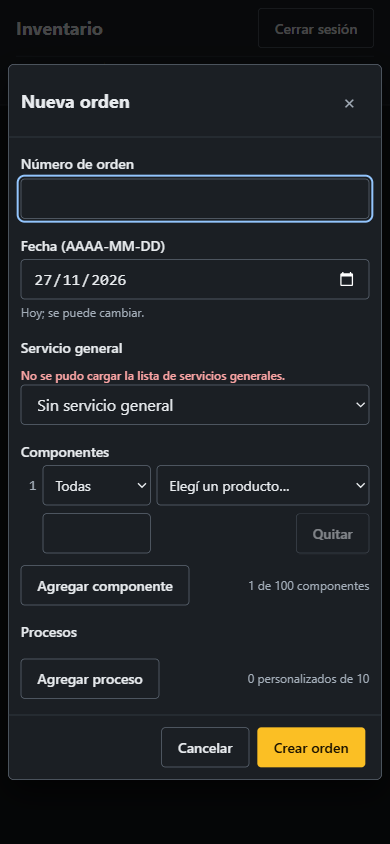 Inventario
Cerrar sesión
Nueva orden
×
Número de orden
Fecha (AAAA-MM-DD)
27/11/2026
Hoy; se puede cambiar.
Servicio general
No se pudo cargar la lista de servicios generales.
Sin servicio general
Componentes
1 Todas Elegí un producto...
Quitar
Agregar componente 1 de 100 componentes
Procesos
Agregar proceso 0 personalizados de 10
Cancelar Crear orden